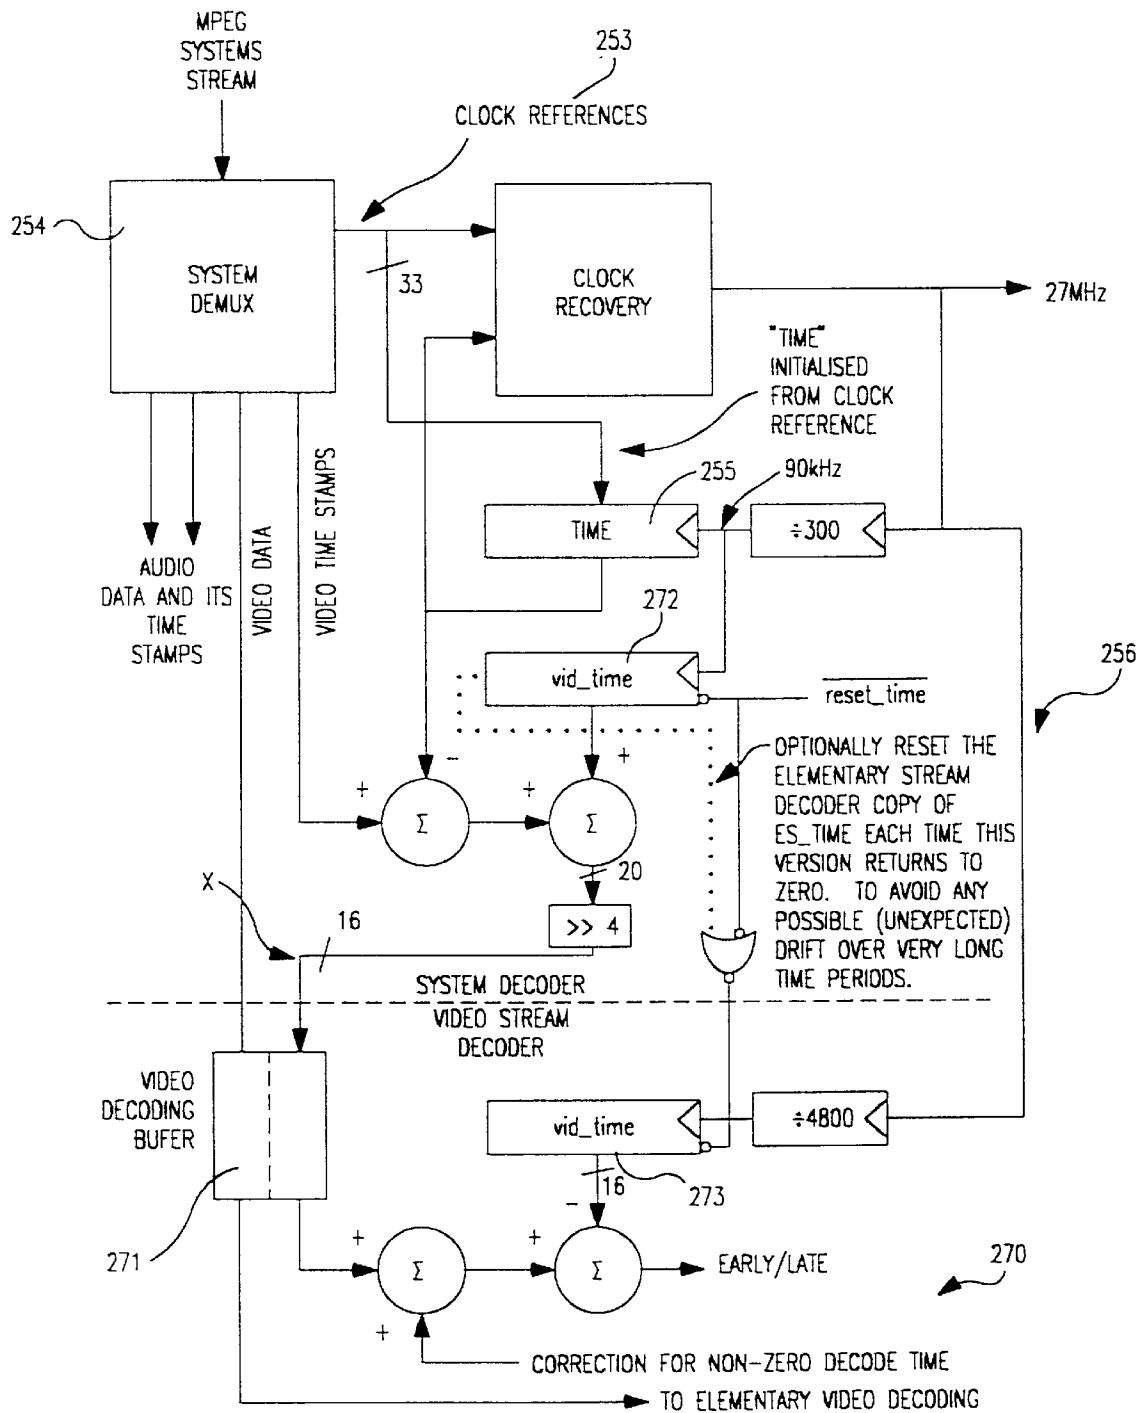 MPEG
SYSTEMS
STREAM
253
CLOCK REFERENCES
254
SYSTEM
DEMUX
33
CLOCK
RECOVERY
27MHz
"TIME"
INITIALISED
FROM CLOCK
REFERENCE
255
90kHz
TIME
÷300
AUDIO
DATA AND ITS
TIME
STAMPS
VIDEO DATA
VIDEO TIME STAMPS
272
vid_time
reset_time
256
OPTIONALLY RESET THE
ELEMENTARY STREAM
DECODER COPY OF
ES_TIME EACH TIME THIS
VERSION RETURNS TO
ZERO. TO AVOID ANY
POSSIBLE (UNEXPECTED)
DRIFT OVER VERY LONG
TIME PERIODS.
-
+
+
Σ
+
Σ
20
X
16
>> 4
SYSTEM DECODER
VIDEO STREAM
DECODER
VIDEO
DECODING
BUFER
vid_time
÷4800
271
16
273
-
+
Σ
+
Σ
EARLY/LATE
270
+
CORRECTION FOR NON-ZERO DECODE TIME
TO ELEMENTARY VIDEO DECODING